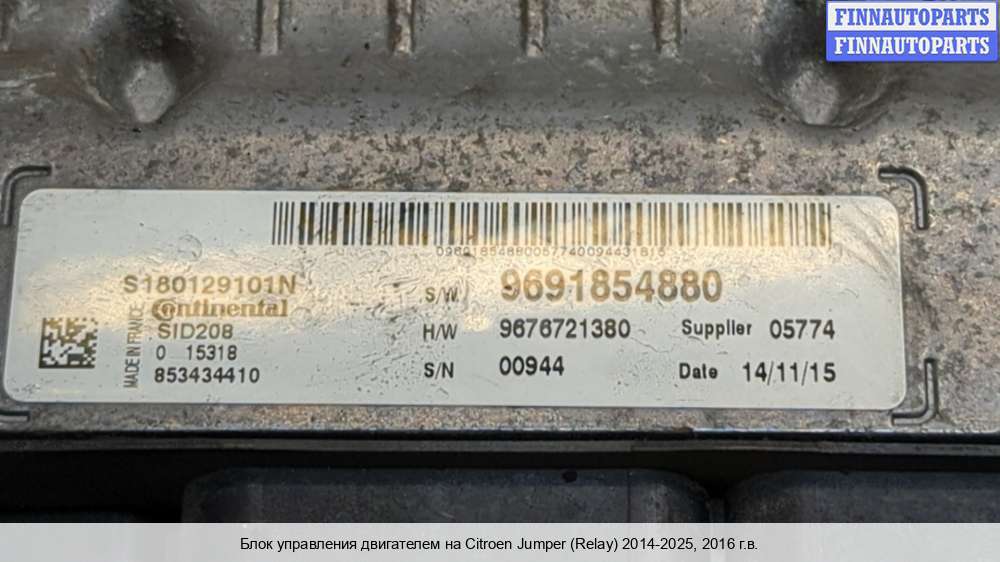 FINNAUTOPARTS
FINNAUTOPARTS
S180129101N
Continental
SID208
0 15318
853434410
MADE IN FRANCE
S/W 9691854880
H/W 9676721380 Supplier 05774
S/N 00944 Date 14/11/15
Блок управления двигателем на Citroen Jumper (Relay) 2014-2025, 2016 г.в.